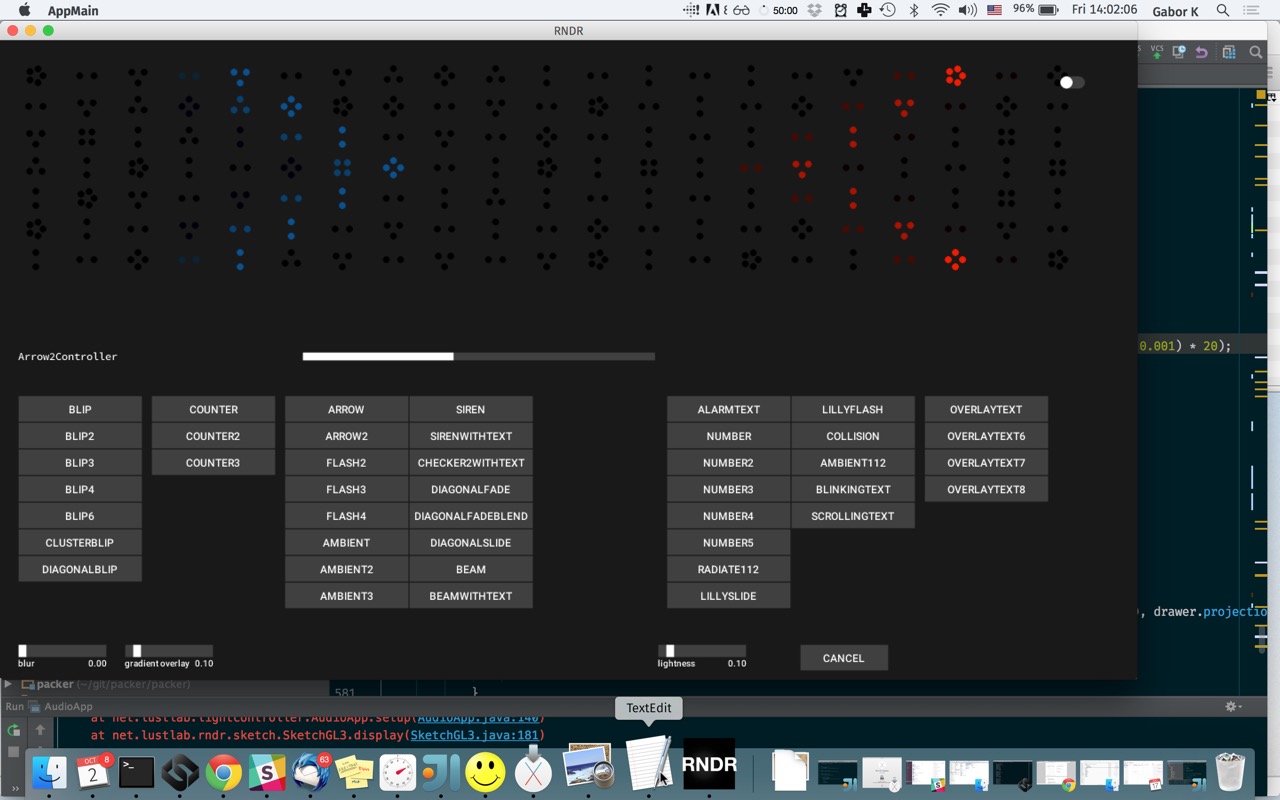 AppMain
50:00
96%
Fri 14:02:06
Gabor K
RNDR
VCS
0.001) * 20);
Arrow2Controller
BLIP COUNTER ARROW SIREN ALARMTEXT LILLYFLASH OVERLAYTEXT
BLIP2 COUNTER2 ARROW2 SIRENWITHTEXT NUMBER COLLISION OVERLAYTEXT6
BLIP3 COUNTER3 FLASH2 CHECKER2WITHTEXT NUMBER2 AMBIENT112 OVERLAYTEXT7
BLIP4 FLASH3 DIAGONALFADE NUMBER3 BLINKINGTEXT OVERLAYTEXT8
BLIP6 FLASH4 DIAGONALFADEBLEND NUMBER4 SCROLLINGTEXT
CLUSTERBLIP AMBIENT DIAGONALSLIDE NUMBER5
DIAGONALBLIP AMBIENT2 BEAM RADIATE112
AMBIENT3 BEAMWITHTEXT LILLYSLIDE
, drawer.projectio
blur 0.00 gradient overlay 0.10 lightness 0.10 CANCEL
packer (~/git/packer/packer)
581 }
Run AudioApp
TextEdit
at net.lustlab.lightcontroller.AudioApp.setup(AudioApp.java:140)
at net.lustlab.rndr.sketch.SketchGL3.display(SketchGL3.java:181)
OCT 8
2
63
RNDR
17